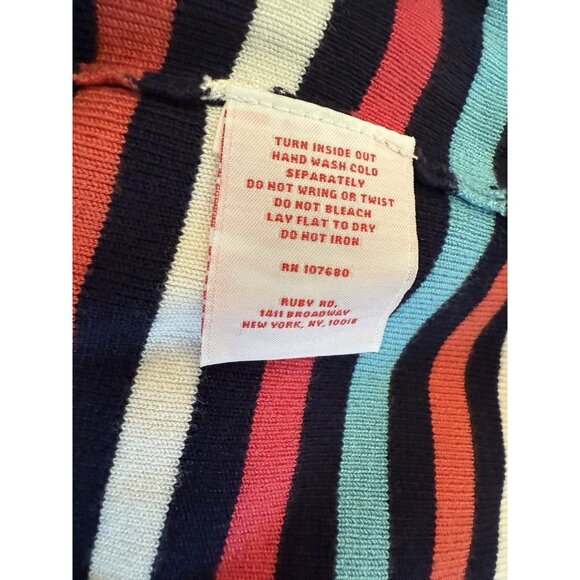 TURN INSIDE OUT
HAND WASH COLD
SEPARATELY
DO NOT WRING OR TWIST
DO NOT BLEACH
LAY FLAT TO DRY
DO NOT IRON
RN 107680
RUBY RD.
1411 BROADWAY
NEW YORK, NY, 10018